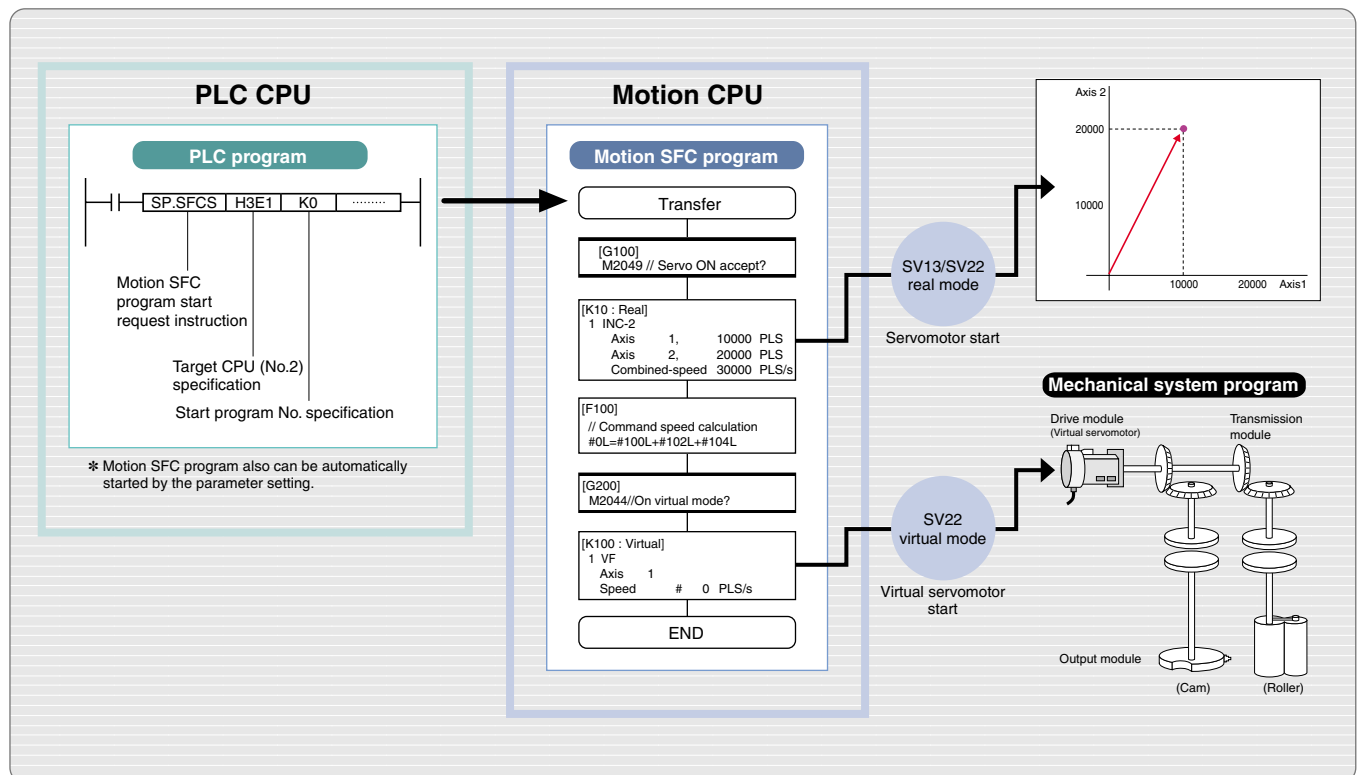 PLC CPU
PLC program
SP.SFCS H3E1 K0 ………
Motion SFC
program start
request instruction
Target CPU (No.2)
specification
Start program No. specification
✽ Motion SFC program also can be automatically
started by the parameter setting.
Motion CPU
Motion SFC program
Transfer
[G100]
M2049 // Servo ON accept?
[K10 : Real]
1 INC-2
Axis 1, 10000 PLS
Axis 2, 20000 PLS
Combined-speed 30000 PLS/s
[F100]
// Command speed calculation
#0L=#100L+#102L+#104L
[G200]
M2044//On virtual mode?
[K100 : Virtual]
1 VF
Axis 1
Speed # 0 PLS/s
END
SV13/SV22
real mode
Servomotor start
SV22
virtual mode
Virtual servomotor
start
Axis 2
20000
10000
10000 20000 Axis1
Mechanical system program
Drive module
(Virtual servomotor)
Transmission
module
Output module
(Cam)
(Roller)